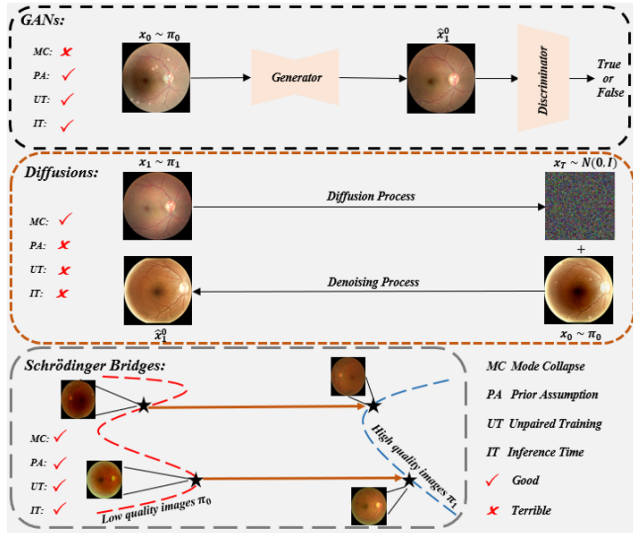 GANs:
x₀ ~ π₀
x̂₁⁰
MC: ✗
PA: ✓
UT: ✓
IT: ✓
Generator
Discriminator
True
or
False
Diffusions:
x₁ ~ π₁
x_T ~ N(0, I)
MC: ✓
PA: ✗
UT: ✗
IT: ✗
Diffusion Process
+
Denoising Process
x̂₁⁰
x₀ ~ π₀
Schrödinger Bridges:
MC: ✓
PA: ✓
UT: ✓
IT: ✓
Low quality images π₀
High quality images π₁
MC Mode Collapse
PA Prior Assumption
UT Unpaired Training
IT Inference Time
✓ Good
✗ Terrible